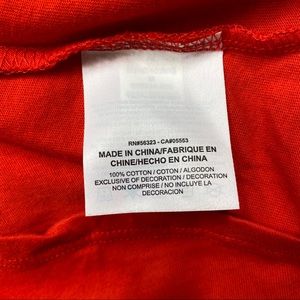 RN#56323 - CA#05553
MADE IN CHINA/FABRIQUE EN
CHINE/HECHO EN CHINA
100% COTTON / COTON / ALGODON
EXCLUSIVE OF DECORATION / DECORATION
NON COMPRISE / NO INCLUYE LA
DECORACION